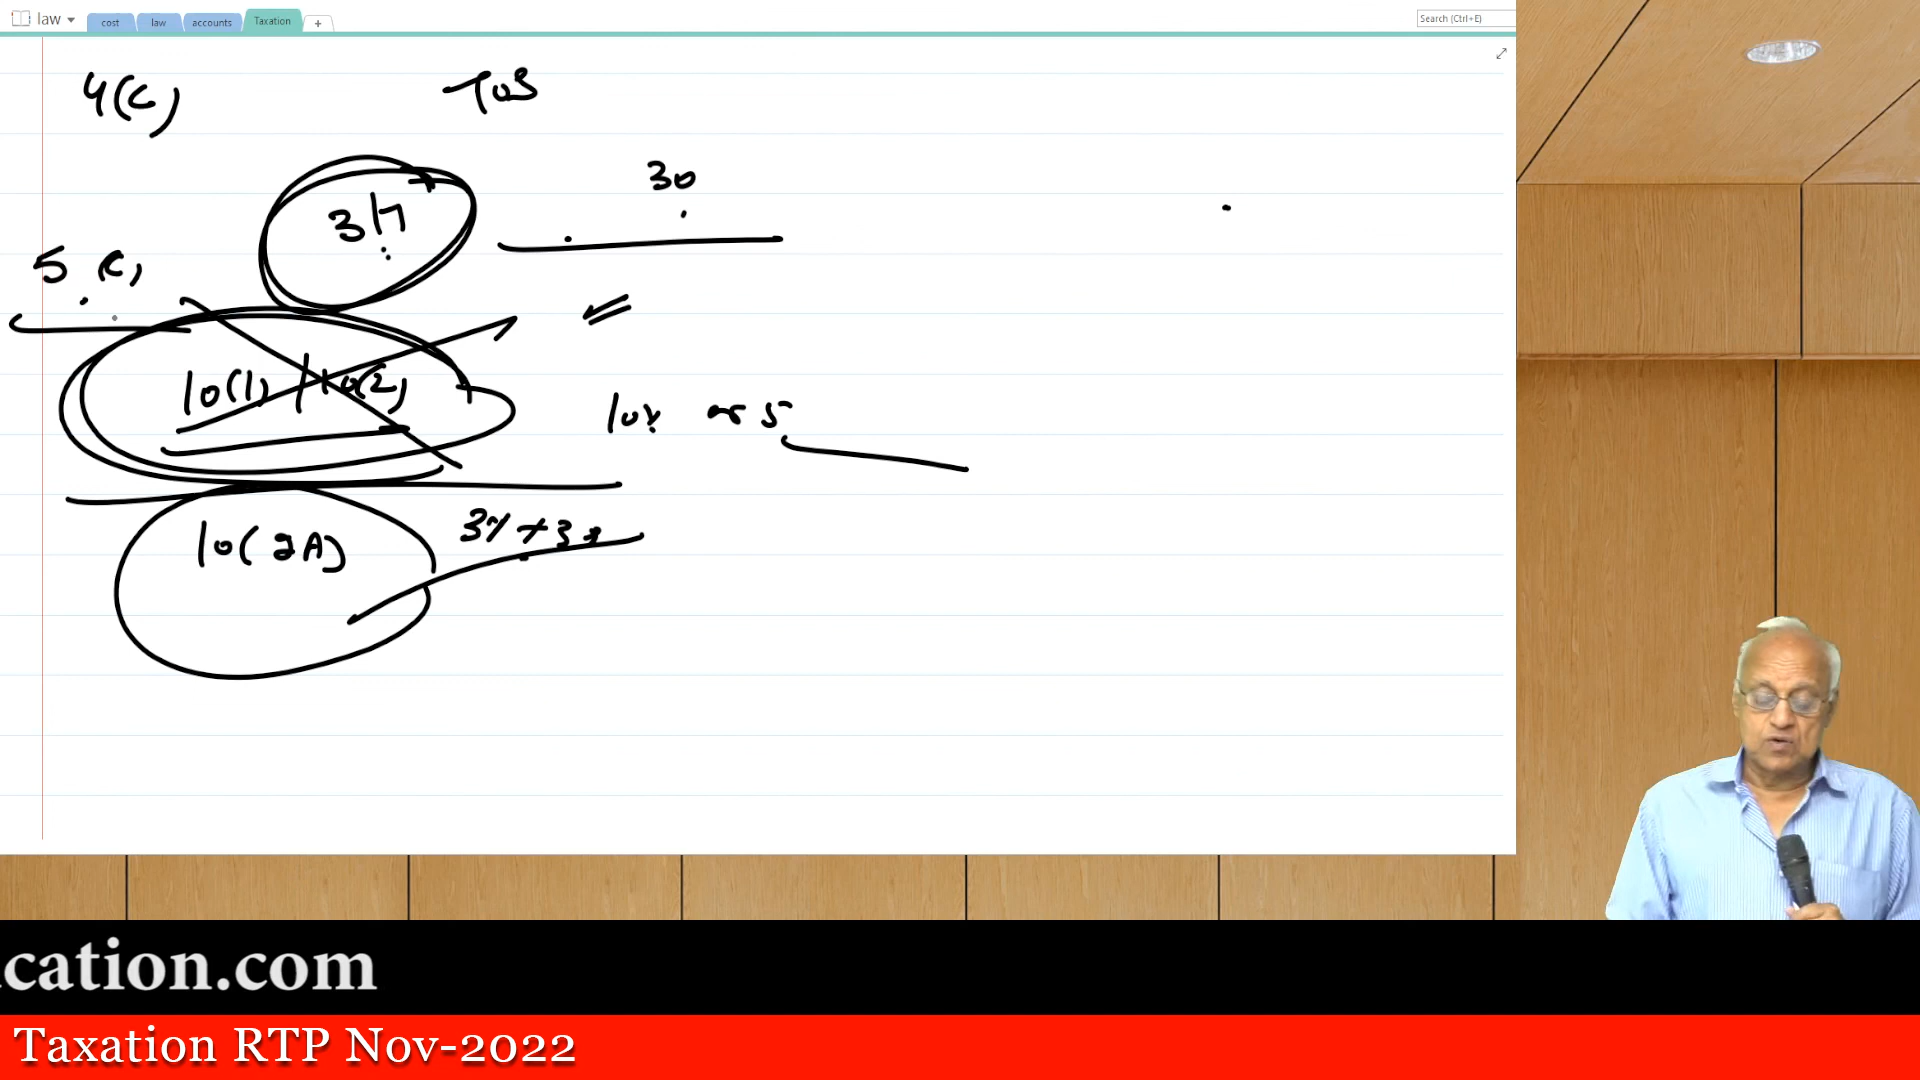 law
cost law accounts Taxation +
Search (Ctrl+E)
4(C) TOS
3/7 30
5 (C)
10(1) / 10(2)
10% or 5
10(2A) 3% + 3
cation.com
Taxation RTP Nov-2022